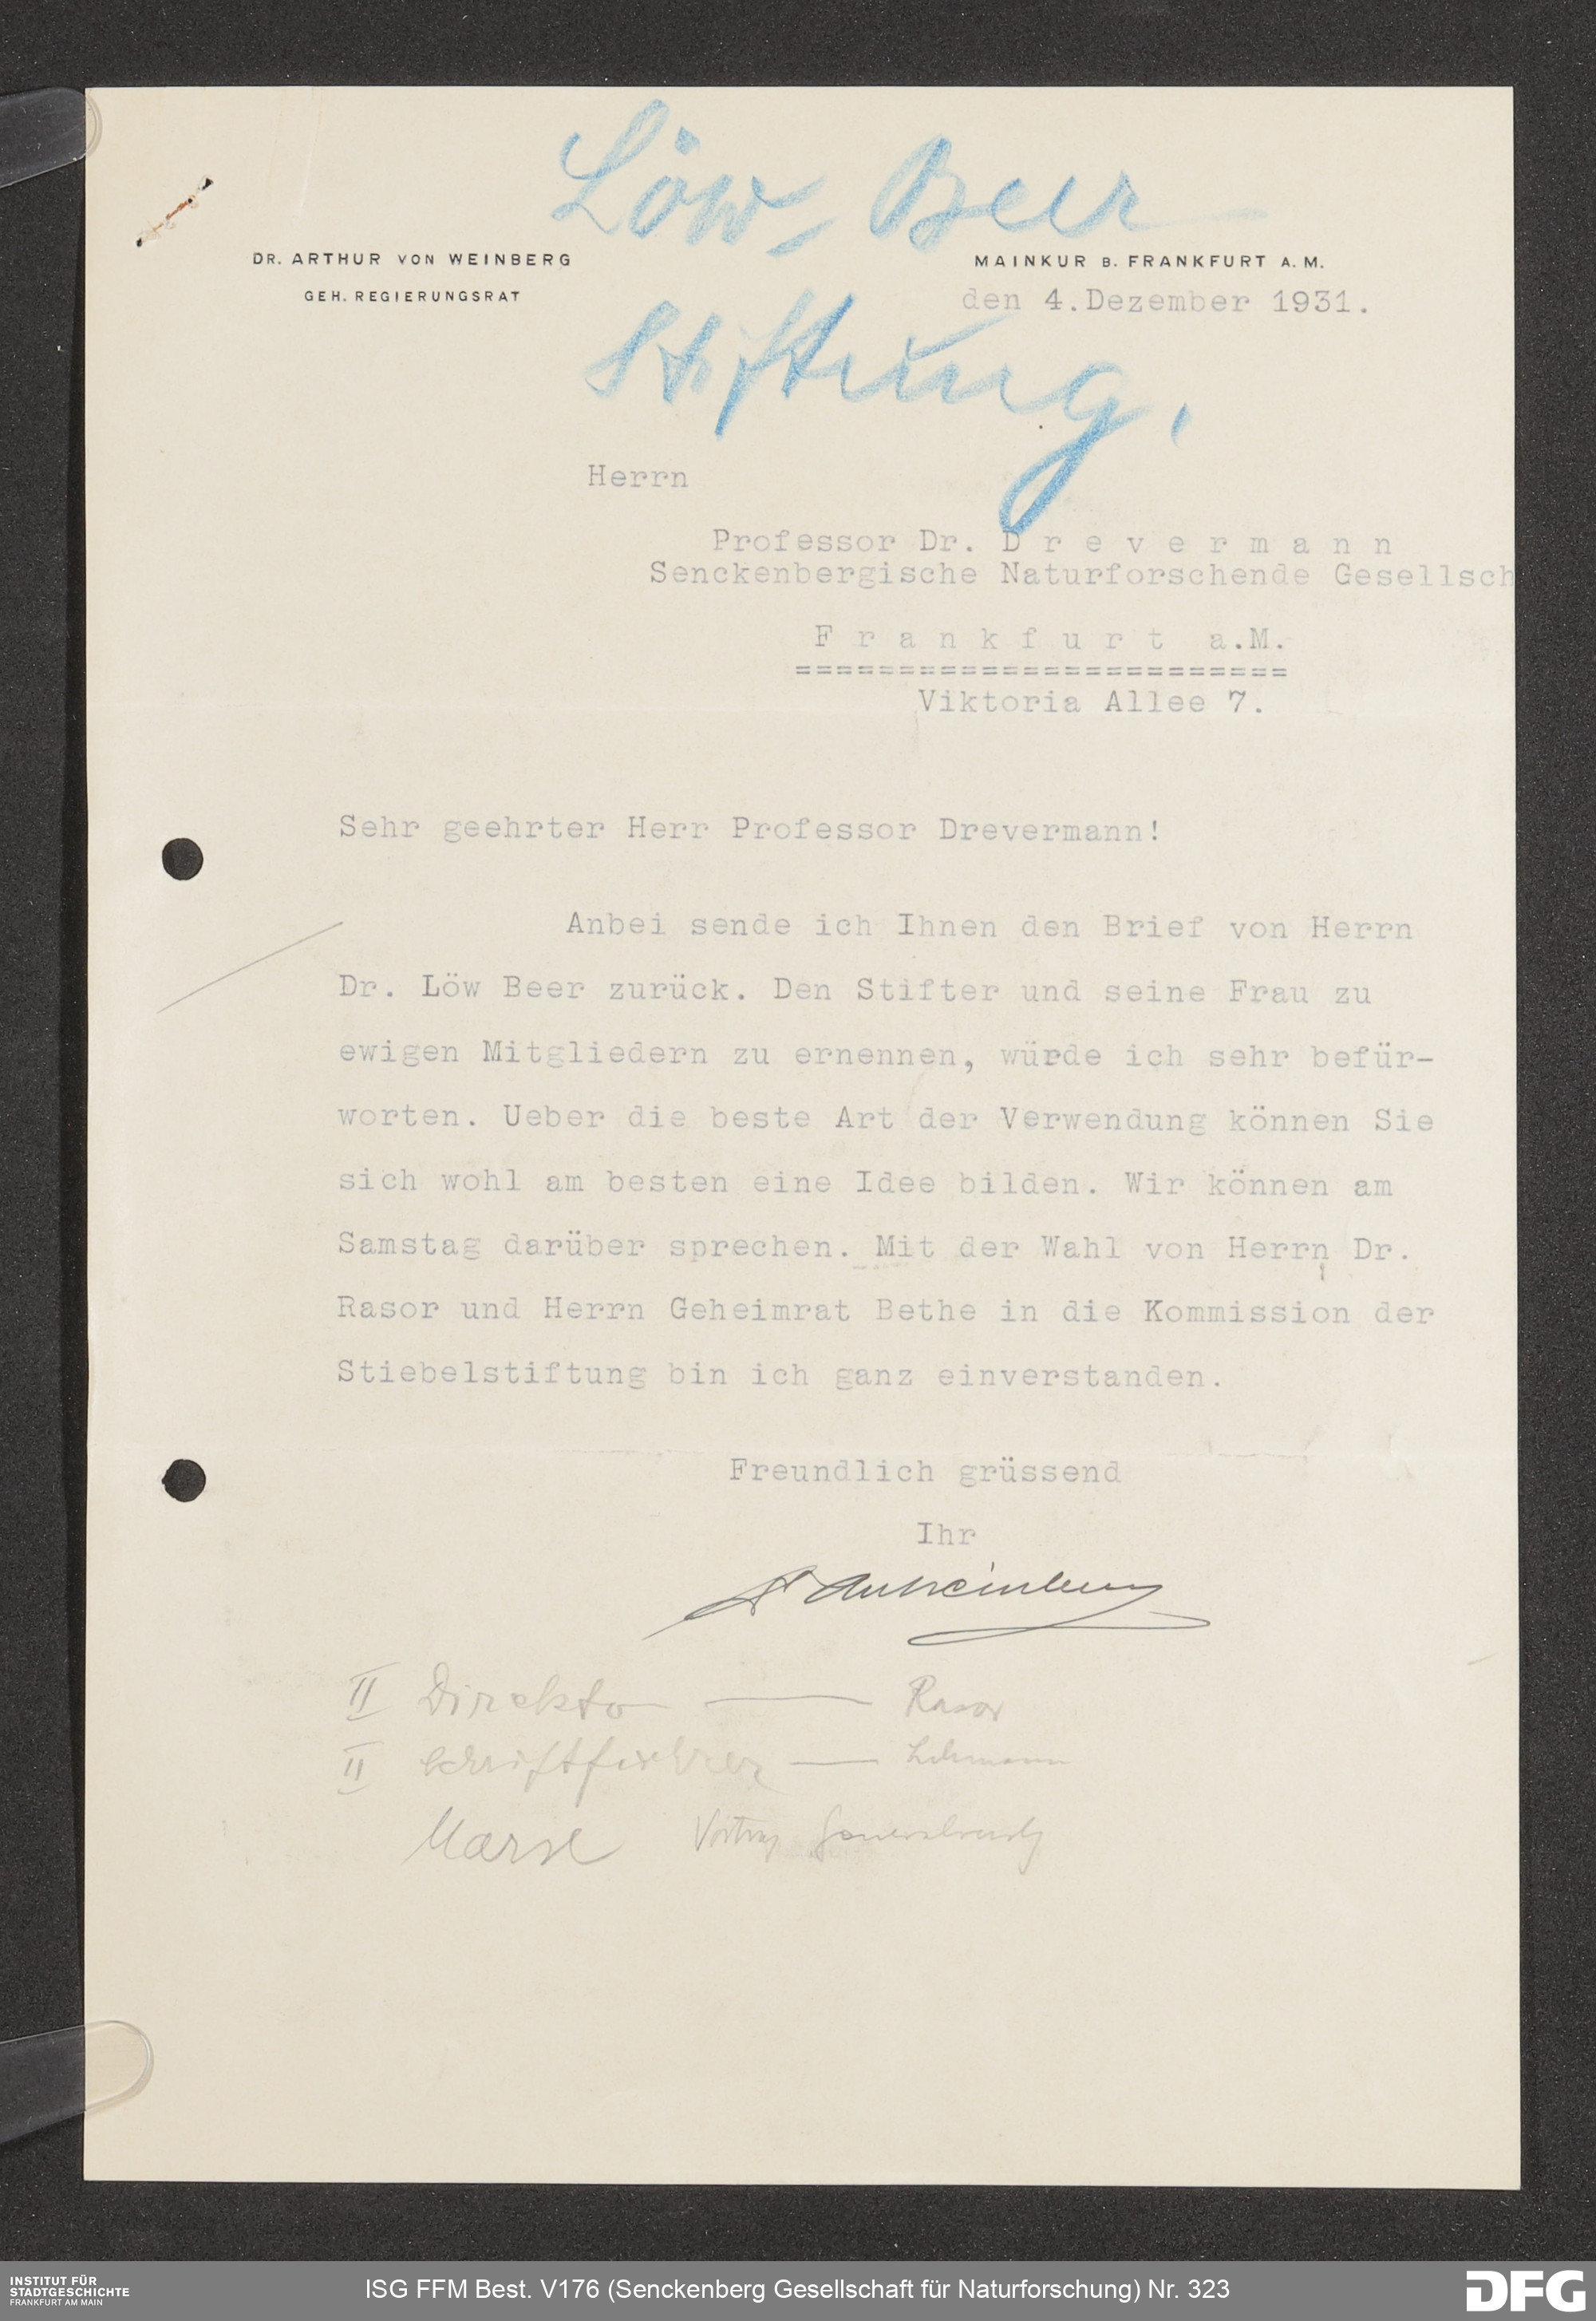 Löw-Beer
DR. ARTHUR VON WEINBERG
GEH. REGIERUNGSRAT
MAINKUR B. FRANKFURT A. M.
den 4.Dezember 1931.
Stiftung,
Herrn
Professor Dr. D r e v e r m a n n
Senckenbergische Naturforschende Gesellsch
F r a n k f u r t a.M.
========================
Viktoria Allee 7.
Sehr geehrter Herr Professor Drevermann!
Anbei sende ich Ihnen den Brief von Herrn
Dr. Löw Beer zurück. Den Stifter und seine Frau zu
ewigen Mitgliedern zu ernennen, würde ich sehr befür-
worten. Ueber die beste Art der Verwendung können Sie
sich wohl am besten eine Idee bilden. Wir können am
Samstag darüber sprechen. Mit der Wahl von Herrn Dr.
Rasor und Herrn Geheimrat Bethe in die Kommission der
Stiebelstiftung bin ich ganz einverstanden.
Freundlich grüssend
Ihr
II Direkto — Rasor
II Schriftführer — Lehmann
Marx Vortrag
INSTITUT FÜR
STADTGESCHICHTE
FRANKFURT AM MAIN
ISG FFM Best. V176 (Senckenberg Gesellschaft für Naturforschung) Nr. 323
DFG